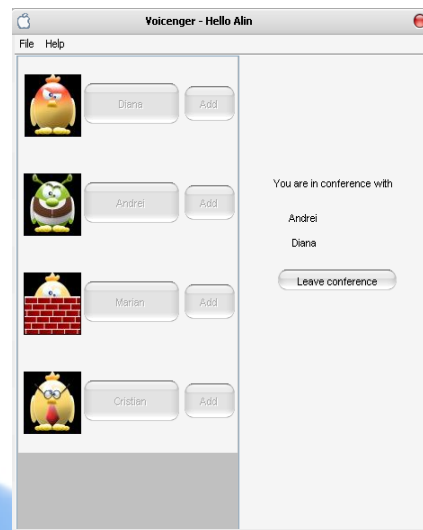 Voicenger - Hello Alin
File Help
Diana Add
Andrei Add
Marian Add
Cristian Add
You are in conference with
Andrei
Diana
Leave conference